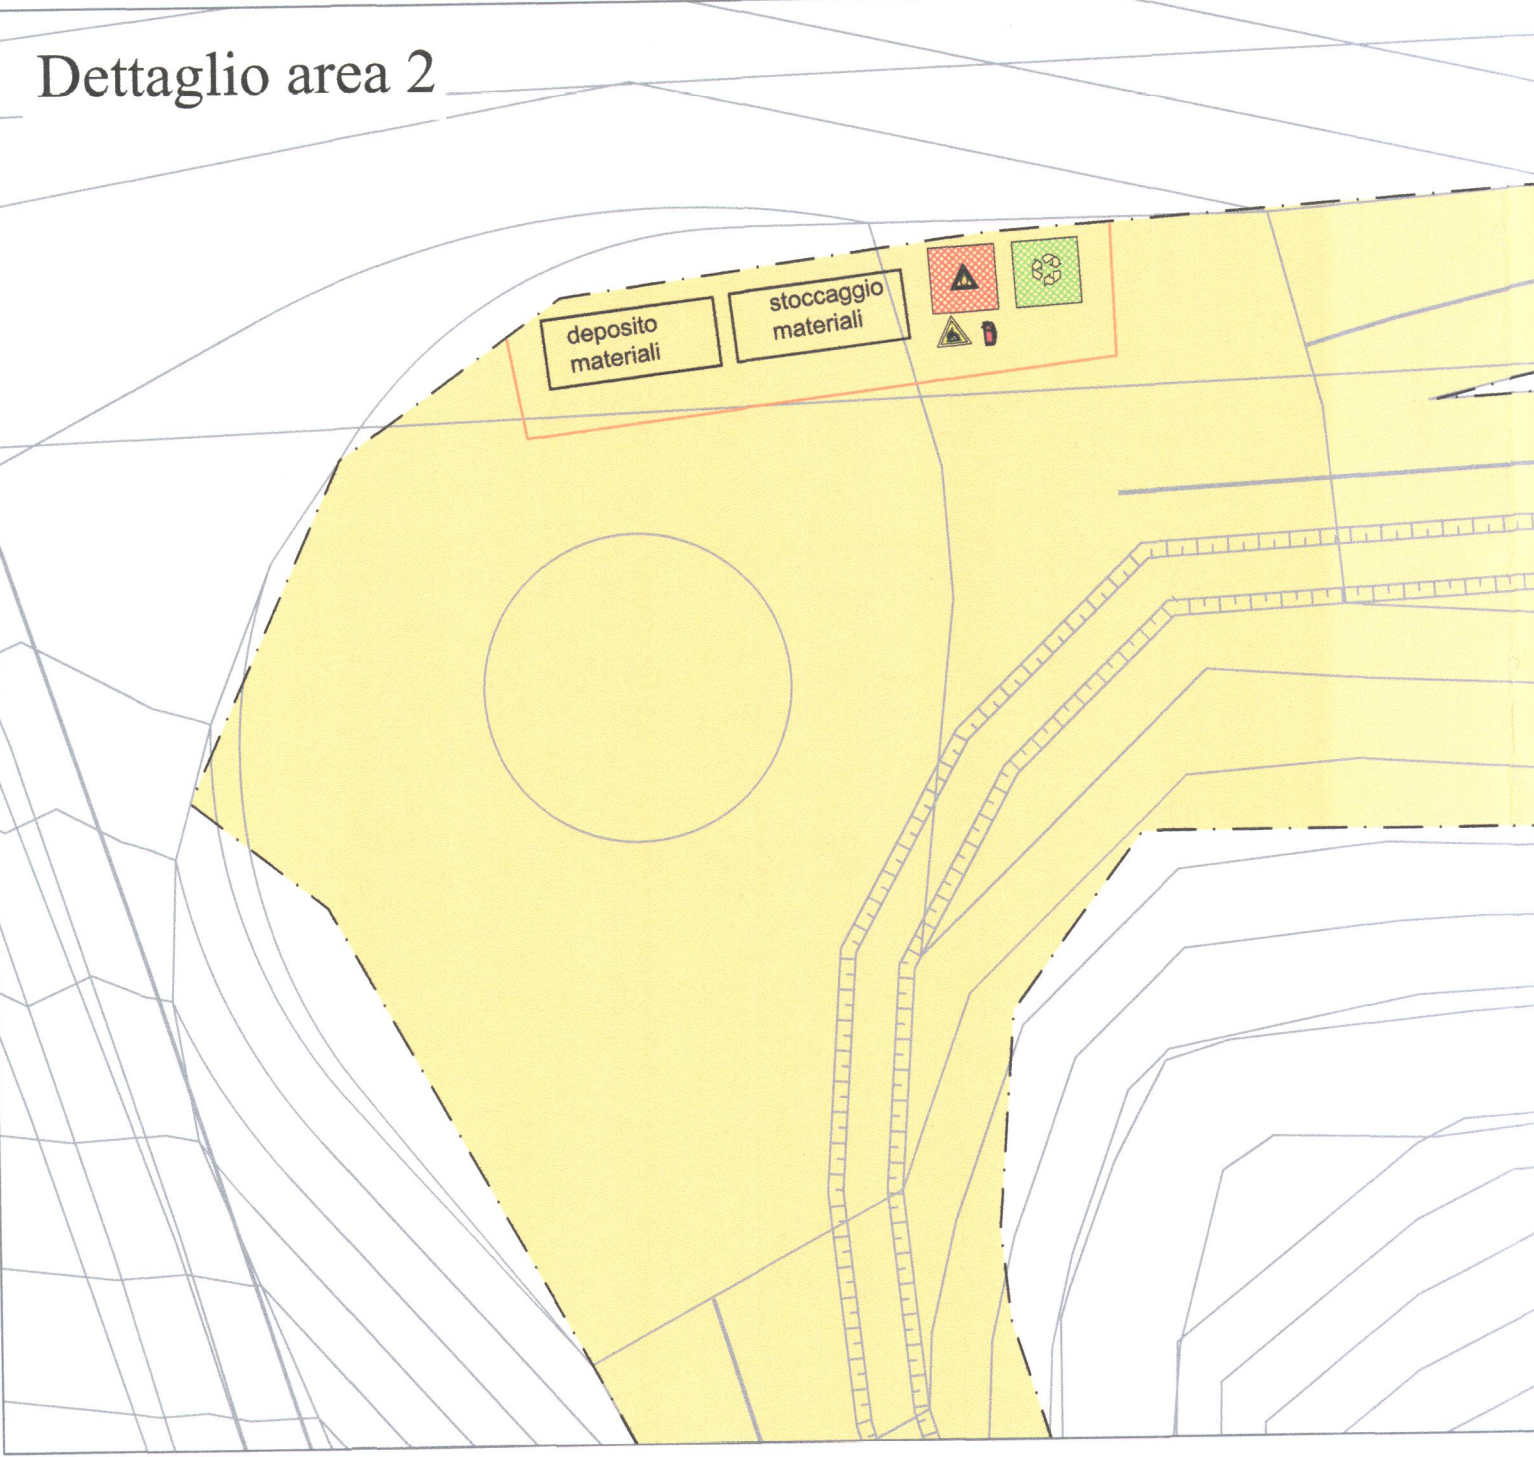 Dettaglio area 2
deposito
materiali
stoccaggio
materiali